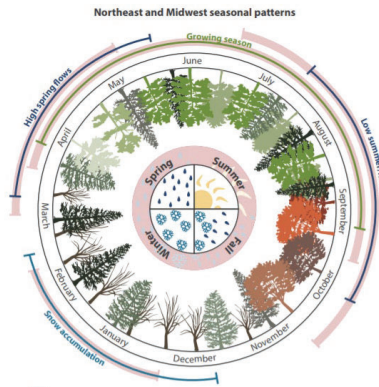 Northeast and Midwest seasonal patterns
Growing season
High spring flows
Low summer
Snow accumulation
June
July
August
September
October
November
December
January
February
March
April
May
Spring
Summer
Fall
Winter